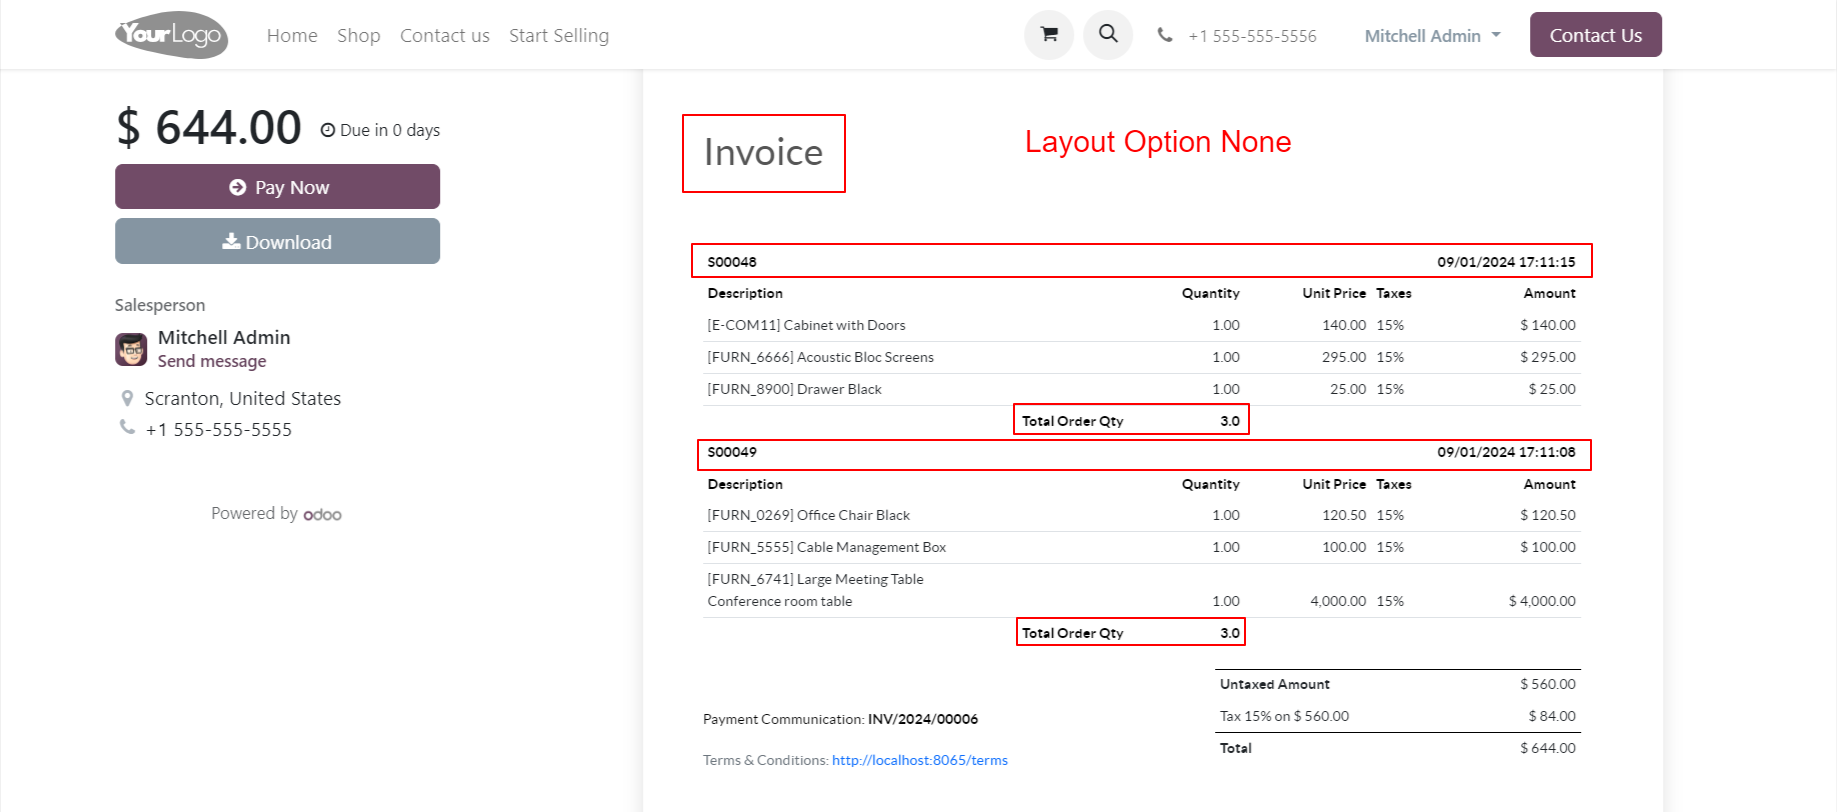 YourLogo Home Shop Contact us Start Selling +1 555-555-5556 Mitchell Admin Contact Us
$ 644.00 Due in 0 days
Pay Now
Download
Salesperson
Mitchell Admin
Send message
Scranton, United States
+1 555-555-5555
Powered by odoo
Invoice
Layout Option None
S00048 09/01/2024 17:11:15
Description Quantity Unit Price Taxes Amount
[E-COM11] Cabinet with Doors 1.00 140.00 15% $ 140.00
[FURN_6666] Acoustic Bloc Screens 1.00 295.00 15% $ 295.00
[FURN_8900] Drawer Black 1.00 25.00 15% $ 25.00
Total Order Qty 3.0
S00049 09/01/2024 17:11:08
Description Quantity Unit Price Taxes Amount
[FURN_0269] Office Chair Black 1.00 120.50 15% $ 120.50
[FURN_5555] Cable Management Box 1.00 100.00 15% $ 100.00
[FURN_6741] Large Meeting Table
Conference room table 1.00 4,000.00 15% $ 4,000.00
Total Order Qty 3.0
Untaxed Amount $ 560.00
Tax 15% on $ 560.00 $ 84.00
Total $ 644.00
Payment Communication: INV/2024/00006
Terms & Conditions: http://localhost:8065/terms